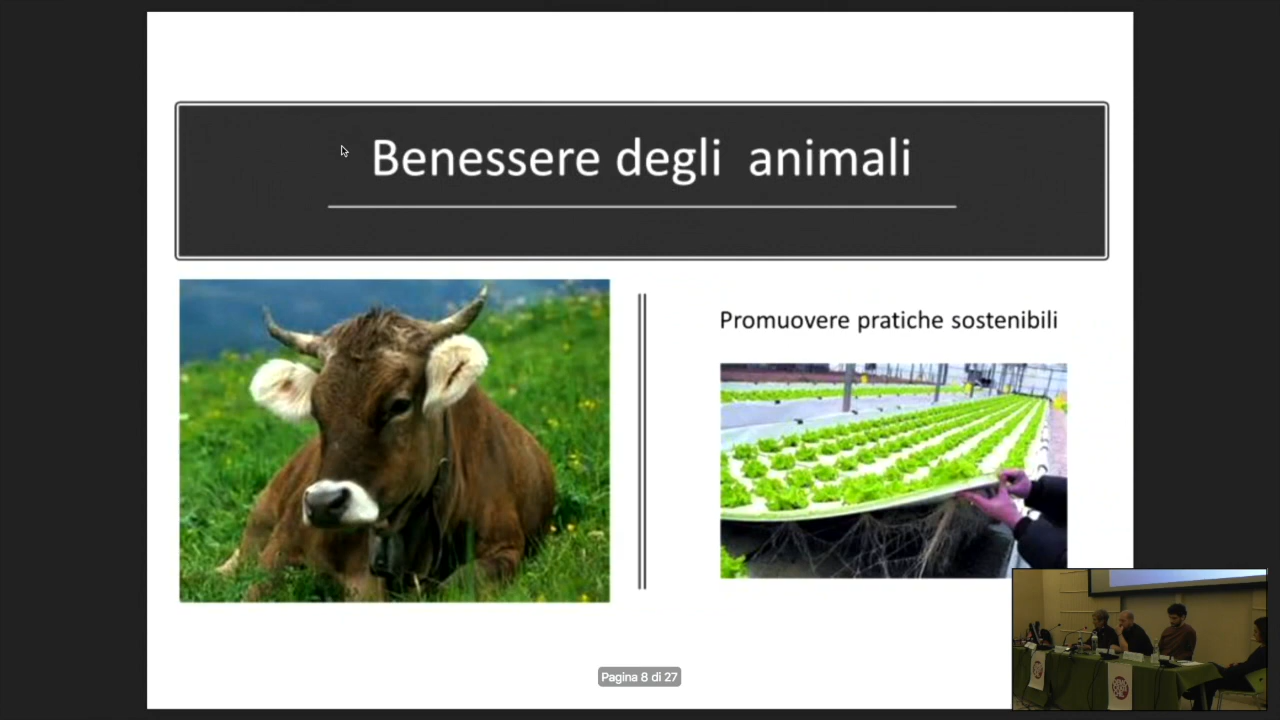 Benessere degli animali
Promuovere pratiche sostenibili
Pagina 8 di 27